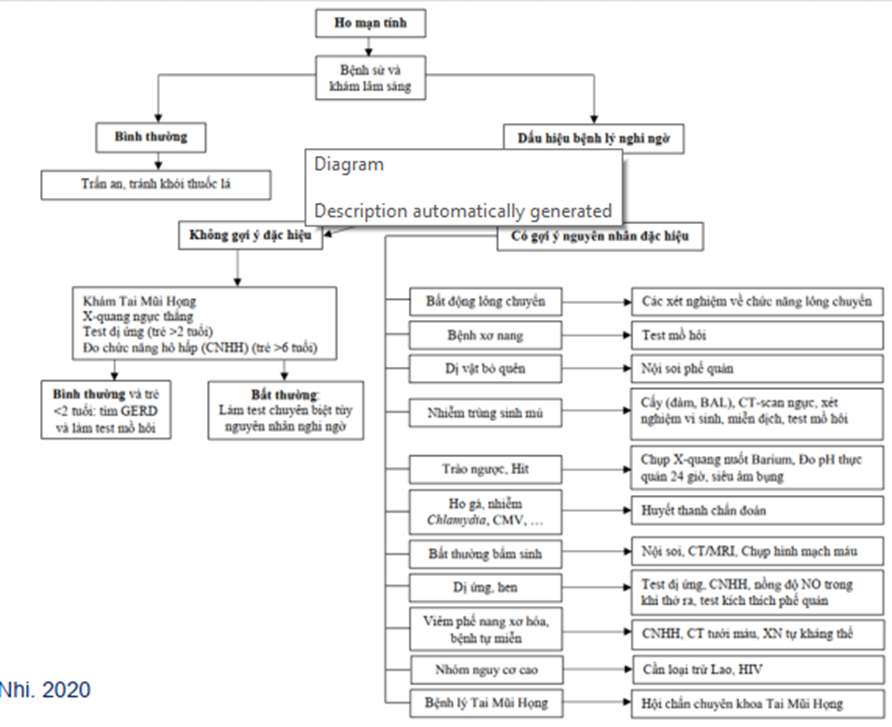 Ho mạn tính
Bệnh sử và
khám lâm sàng
Bình thường
Dấu hiệu bệnh lý nghi ngờ
Trấn an, tránh khói thuốc lá
Diagram
Description automatically generated
Không gợi ý đặc hiệu
Có gợi ý nguyên nhân đặc hiệu
Khám Tai Mũi Họng
X-quang ngực thẳng
Test dị ứng (trẻ >2 tuổi)
Đo chức năng hô hấp (CNHH) (trẻ >6 tuổi)
Bình thường và trẻ
<2 tuổi: tìm GERD
và làm test mồ hôi
Bất thường:
Làm test chuyên biệt tùy
nguyên nhân nghi ngờ
Bất động lông chuyển
Các xét nghiệm về chức năng lông chuyển
Bệnh xơ nang
Test mồ hôi
Dị vật bỏ quên
Nội soi phế quản
Nhiễm trùng sinh mủ
Cấy (đàm, BAL), CT-scan ngực, xét
nghiệm vi sinh, miễn dịch, test mồ hôi
Trào ngược, Hít
Chụp X-quang nuốt Barium, Đo pH thực
quản 24 giờ, siêu âm bụng
Ho gà, nhiễm
Chlamydia, CMV, …
Huyết thanh chẩn đoán
Bất thường bẩm sinh
Nội soi, CT/MRI, Chụp hình mạch máu
Dị ứng, hen
Test dị ứng, CNHH, nồng độ NO trong
khí thở ra, test kích thích phế quản
Viêm phế nang xơ hóa,
bệnh tự miễn
CNHH, CT tưới máu, XN tự kháng thể
Nhóm nguy cơ cao
Cần loại trừ Lao, HIV
Bệnh lý Tai Mũi Họng
Hội chẩn chuyên khoa Tai Mũi Họng
Nhi. 2020